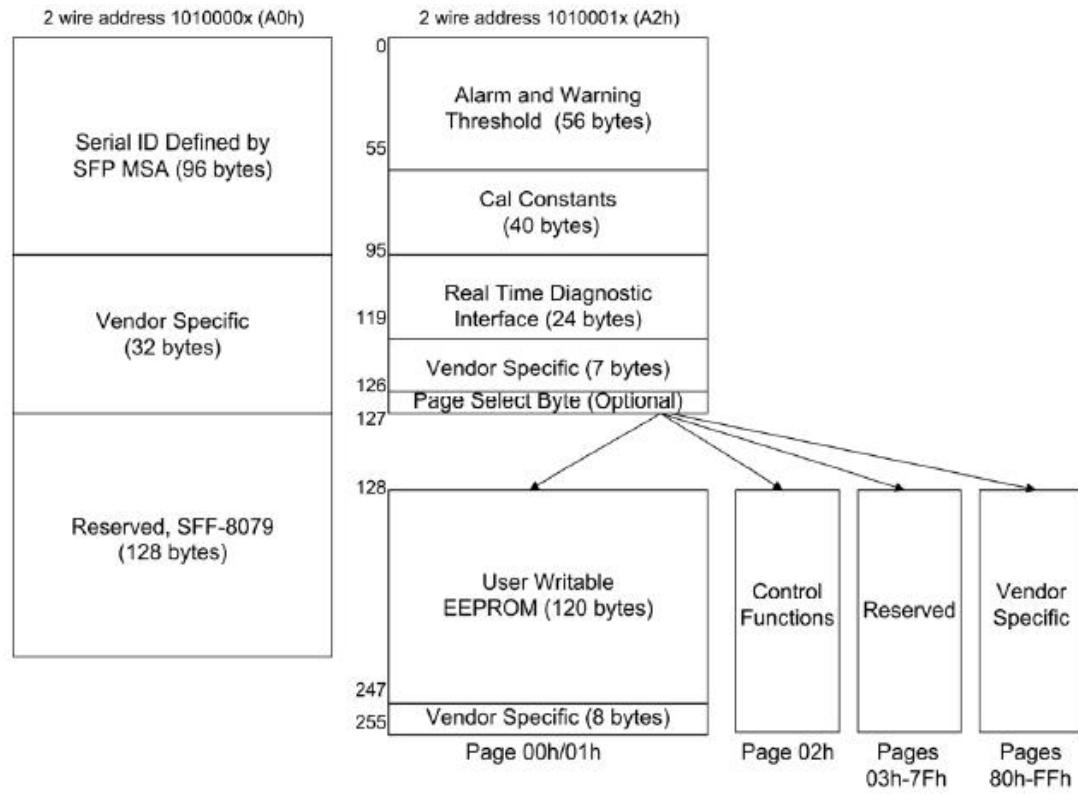 2 wire address 1010000x (A0h)
Serial ID Defined by
SFP MSA (96 bytes)
Vendor Specific
(32 bytes)
Reserved, SFF-8079
(128 bytes)
2 wire address 1010001x (A2h)
0
Alarm and Warning
Threshold (56 bytes)
55
Cal Constants
(40 bytes)
95
Real Time Diagnostic
Interface (24 bytes)
119
Vendor Specific (7 bytes)
126
Page Select Byte (Optional)
127
128
User Writable
EEPROM (120 bytes)
247
Vendor Specific (8 bytes)
255
Page 00h/01h
Control
Functions
Page 02h
Reserved
Pages
03h-7Fh
Vendor
Specific
Pages
80h-FFh